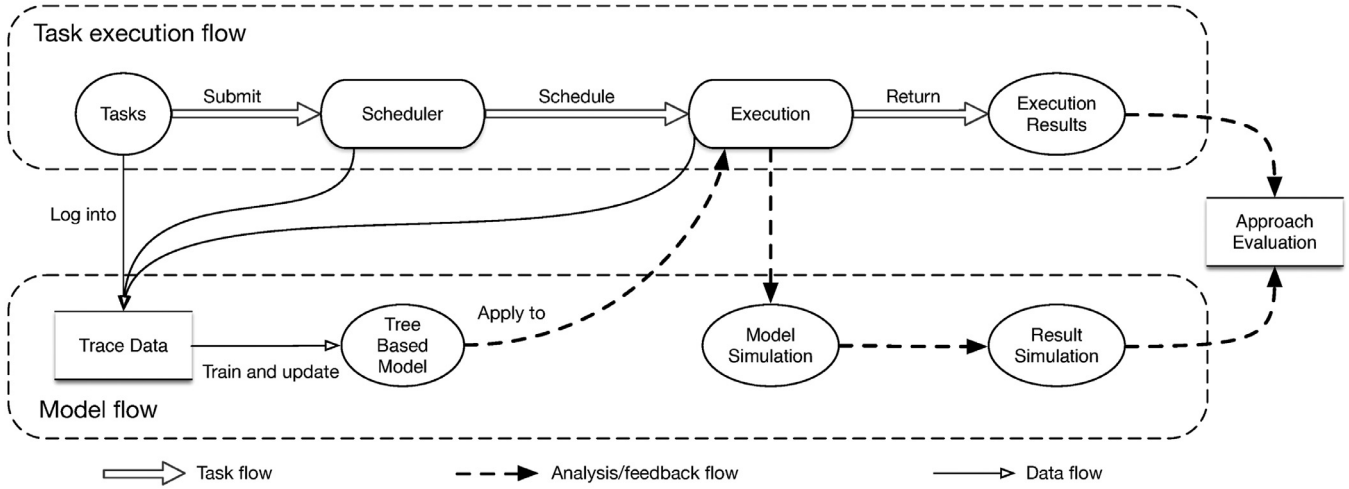 Task execution flow
Tasks
Submit
Scheduler
Schedule
Execution
Return
Execution
Results
Log into
Approach
Evaluation
Trace Data
Train and update
Tree
Based
Model
Apply to
Model
Simulation
Result
Simulation
Model flow
Task flow
Analysis/feedback flow
Data flow